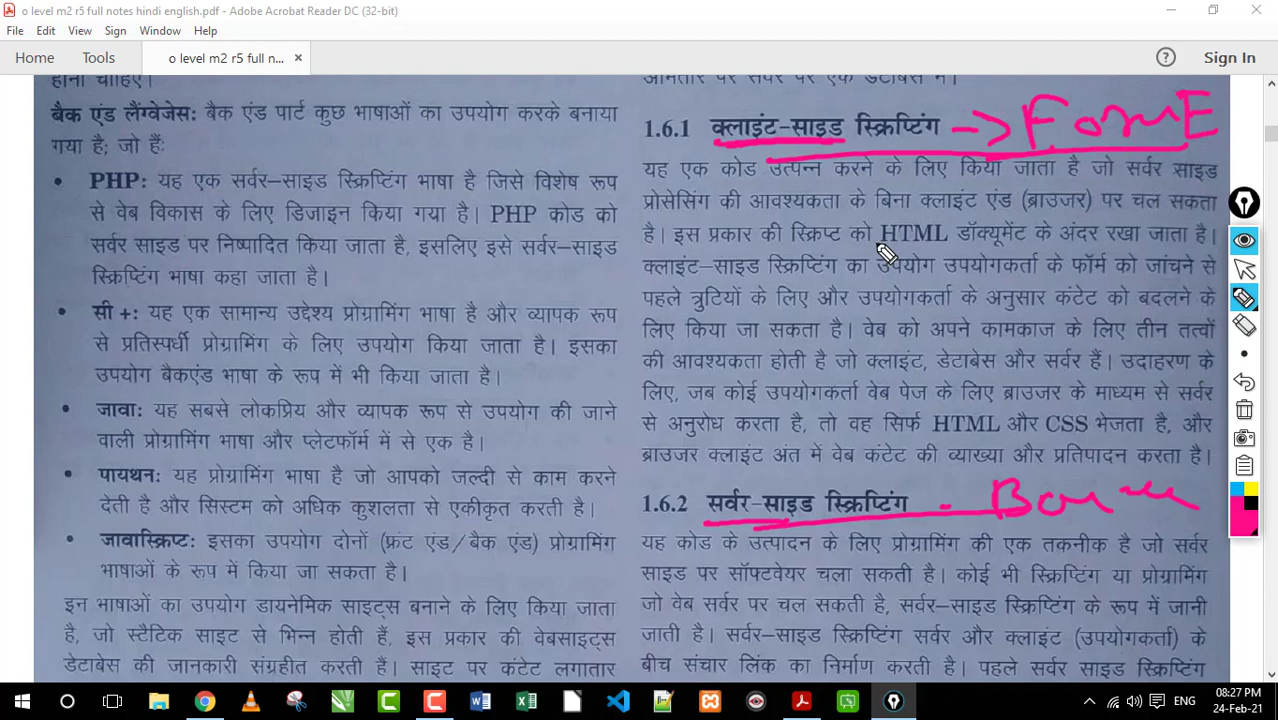 o level m2 r5 full notes hindi english.pdf - Adobe Acrobat Reader DC (32-bit)
File Edit View Sign Window Help
Home Tools o level m2 r5 full n... × Sign In
होना चाहिए।
बैक एंड लैंग्वेजेस: बैक एंड पार्ट कुछ भाषाओं का उपयोग करके बनाया
गया है; जो हैं:
• PHP: यह एक सर्वर–साइड स्क्रिप्टिंग भाषा है जिसे विशेष रूप
से वेब विकास के लिए डिजाइन किया गया है। PHP कोड को
सर्वर साइड पर निष्पादित किया जाता है, इसलिए इसे सर्वर–साइड
स्क्रिप्टिंग भाषा कहा जाता है।
• सी +: यह एक सामान्य उद्देश्य प्रोग्रामिंग भाषा है और व्यापक रूप
से प्रतिस्पर्धी प्रोग्रामिंग के लिए उपयोग किया जाता है। इसका
उपयोग बैकएंड भाषा के रूप में भी किया जाता है।
• जावा: यह सबसे लोकप्रिय और व्यापक रूप से उपयोग की जाने
वाली प्रोग्रामिंग भाषा और प्लेटफॉर्म में से एक है।
• पायथन: यह प्रोग्रामिंग भाषा है जो आपको जल्दी से काम करने
देती है और सिस्टम को अधिक कुशलता से एकीकृत करती है।
• जावास्क्रिप्ट: इसका उपयोग दोनों (फ्रंट एंड/बैक एंड) प्रोग्रामिंग
भाषाओं के रूप में किया जा सकता है।
इन भाषाओं का उपयोग डायनेमिक साइट्स बनाने के लिए किया जाता
है, जो स्टैटिक साइट से भिन्न होती हैं, इस प्रकार की वेबसाइट्स
डेटाबेस की जानकारी संग्रहीत करती हैं। साइट पर कंटेट लगातार
आमतौर पर सर्वर पर एक डेटाबेस में।
1.6.1 क्लाइंट–साइड स्क्रिप्टिंग
यह एक कोड उत्पन्न करने के लिए किया जाता है जो सर्वर साइड
प्रोसेसिंग की आवश्यकता के बिना क्लाइंट एंड (ब्राउजर) पर चल सकता
है। इस प्रकार की स्क्रिप्ट को HTML डॉक्यूमेंट के अंदर रखा जाता है।
क्लाइंट–साइड स्क्रिप्टिंग का उपयोग उपयोगकर्ता के फॉर्म को जांचने से
पहले त्रुटियों के लिए और उपयोगकर्ता के अनुसार कंटेट को बदलने के
लिए किया जा सकता है। वेब को अपने कामकाज के लिए तीन तत्वों
की आवश्यकता होती है जो क्लाइंट, डेटाबेस और सर्वर हैं। उदाहरण के
लिए, जब कोई उपयोगकर्ता वेब पेज के लिए ब्राउजर के माध्यम से सर्वर
से अनुरोध करता है, तो वह सिर्फ HTML और CSS भेजता है, और
ब्राउजर क्लाइंट अंत में वेब कंटेट की व्याख्या और प्रतिपादन करता है।
1.6.2 सर्वर–साइड स्क्रिप्टिंग
यह कोड के उत्पादन के लिए प्रोग्रामिंग की एक तकनीक है जो सर्वर
साइड पर सॉफ्टवेयर चला सकती है। कोई भी स्क्रिप्टिंग या प्रोग्रामिंग
जो वेब सर्वर पर चल सकती है, सर्वर–साइड स्क्रिप्टिंग के रूप में जानी
जाती है। सर्वर–साइड स्क्रिप्टिंग सर्वर और क्लाइंट (उपयोगकर्ता) के
बीच संचार लिंक का निर्माण करती है। पहले सर्वर साइड स्क्रिप्टिंग
ENG 08:27 PM
24-Feb-21